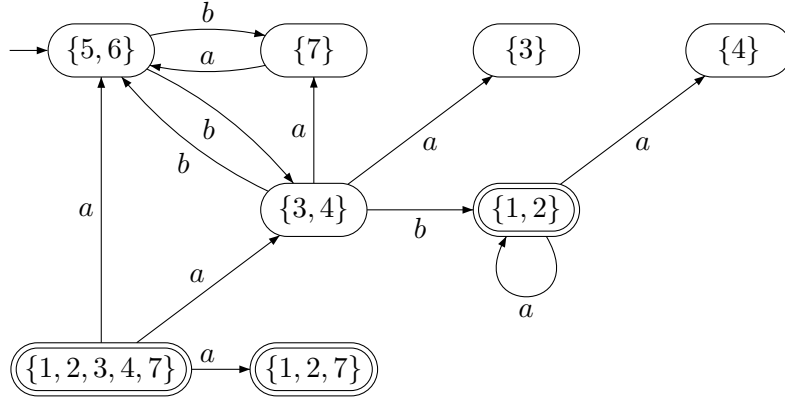 b
{5, 6} {7} {3} {4}
a
b
b
a
a
a
a
{3, 4} {1, 2}
b
a
a
a
{1, 2, 3, 4, 7} {1, 2, 7}